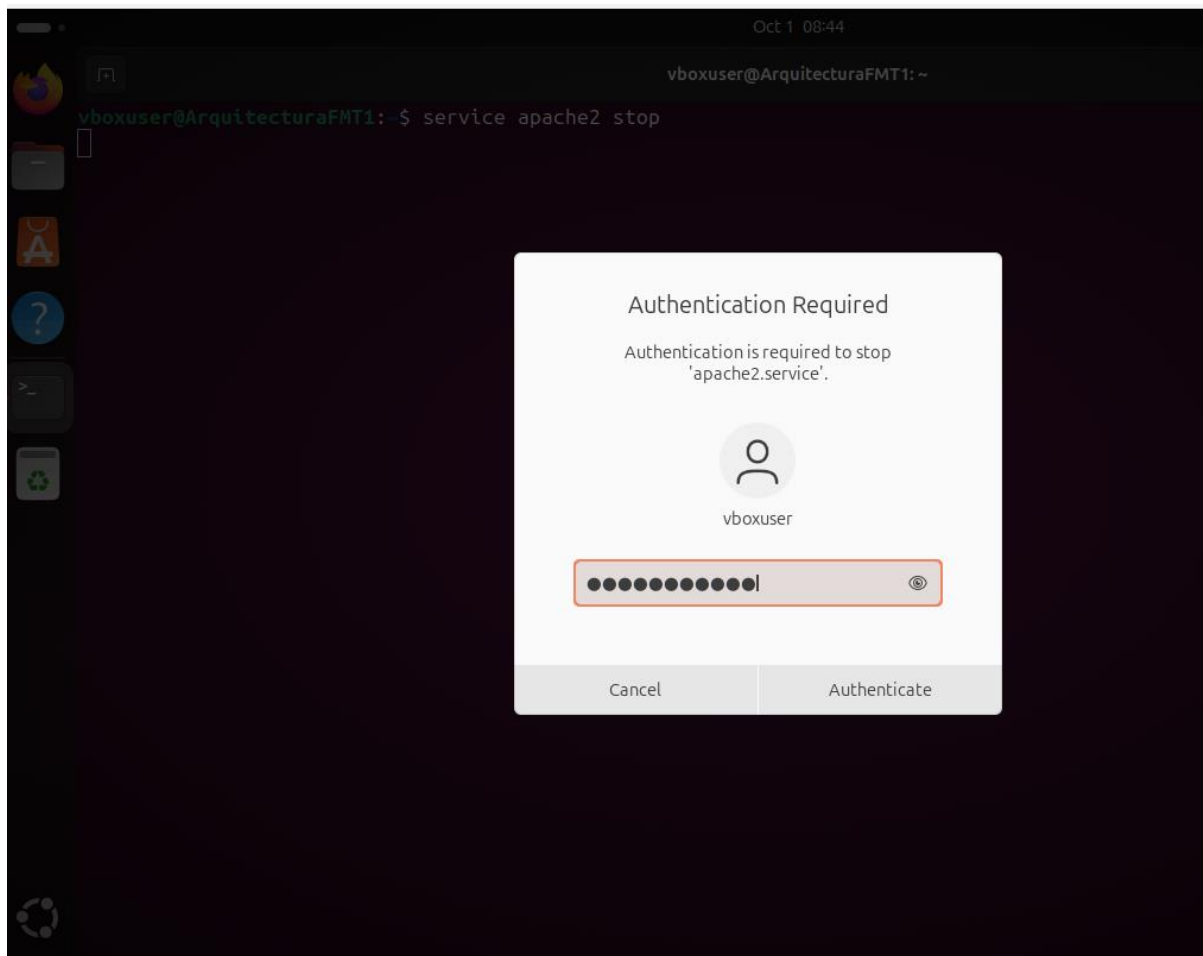 Oct 1 08:44
vboxuser@ArquitecturaFMT1: ~
vboxuser@ArquitecturaFMT1:~$ service apache2 stop
Authentication Required
Authentication is required to stop
'apache2.service'.
vboxuser
Cancel
Authenticate